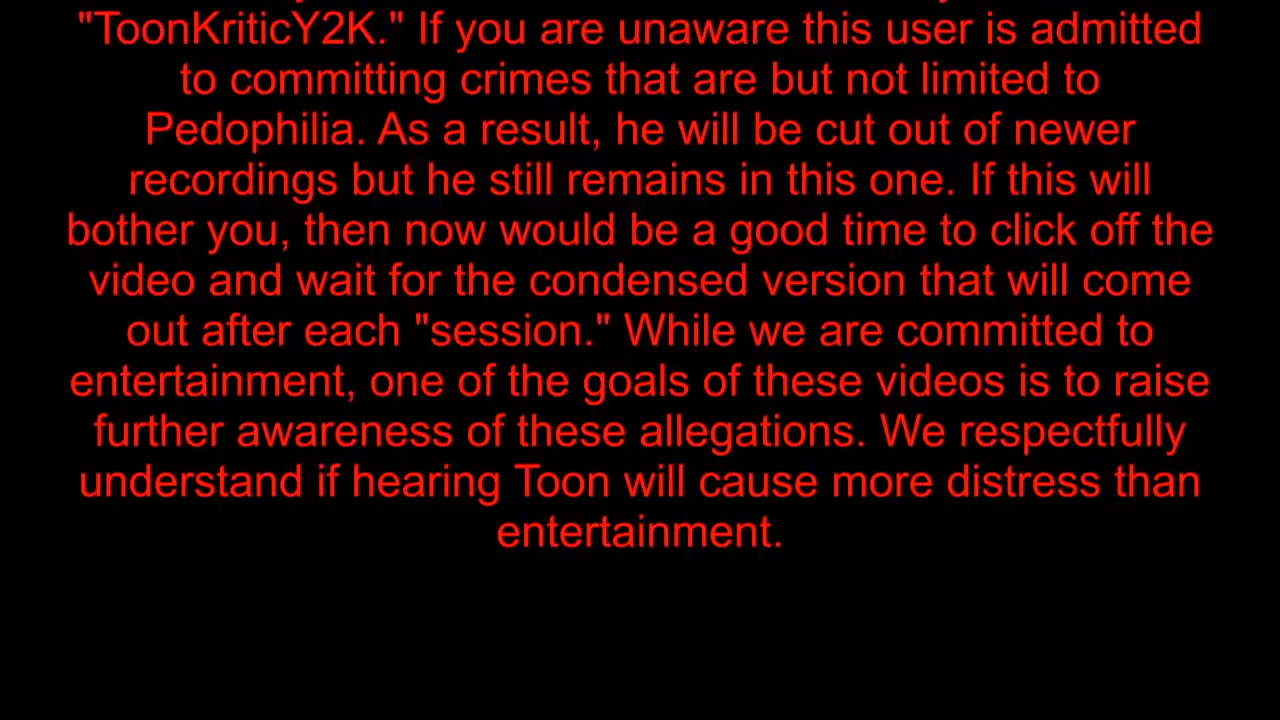 "ToonKriticY2K." If you are unaware this user is admitted
to committing crimes that are but not limited to
Pedophilia. As a result, he will be cut out of newer
recordings but he still remains in this one. If this will
bother you, then now would be a good time to click off the
video and wait for the condensed version that will come
out after each "session." While we are committed to
entertainment, one of the goals of these videos is to raise
further awareness of these allegations. We respectfully
understand if hearing Toon will cause more distress than
entertainment.